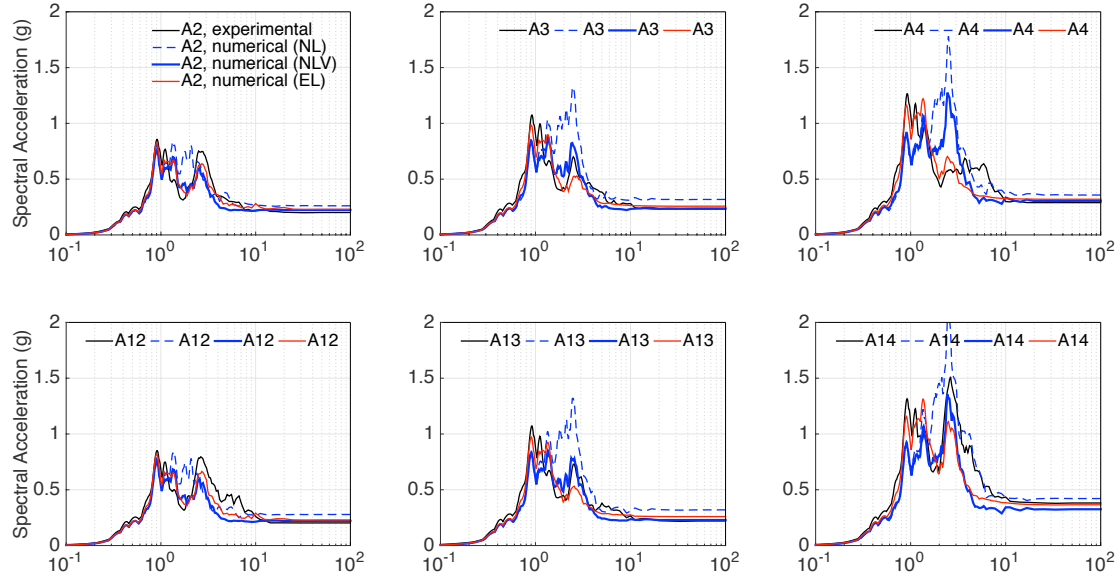 2
1.5
1
0.5
0
Spectral Acceleration (g)
A2, experimental
A2, numerical (NL)
A2, numerical (NLV)
A2, numerical (EL)
10^-1 10^0 10^1 10^2
2
1.5
1
0.5
0
A3 A3 A3 A3
10^-1 10^0 10^1 10^2
2
1.5
1
0.5
0
A4 A4 A4 A4
10^-1 10^0 10^1 10^2
2
1.5
1
0.5
0
Spectral Acceleration (g)
A12 A12 A12 A12
10^-1 10^0 10^1 10^2
2
1.5
1
0.5
0
A13 A13 A13 A13
10^-1 10^0 10^1 10^2
2
1.5
1
0.5
0
A14 A14 A14 A14
10^-1 10^0 10^1 10^2